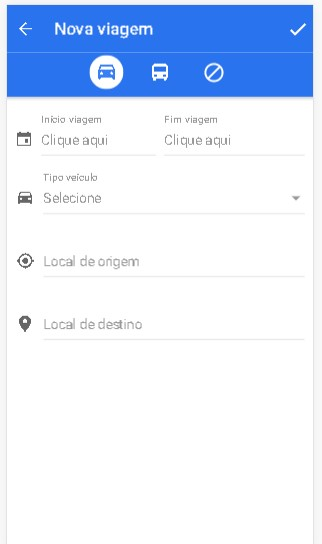 Nova viagem
Início viagem Fim viagem
Clique aqui Clique aqui
Tipo veículo
Selecione
Local de origem
Local de destino